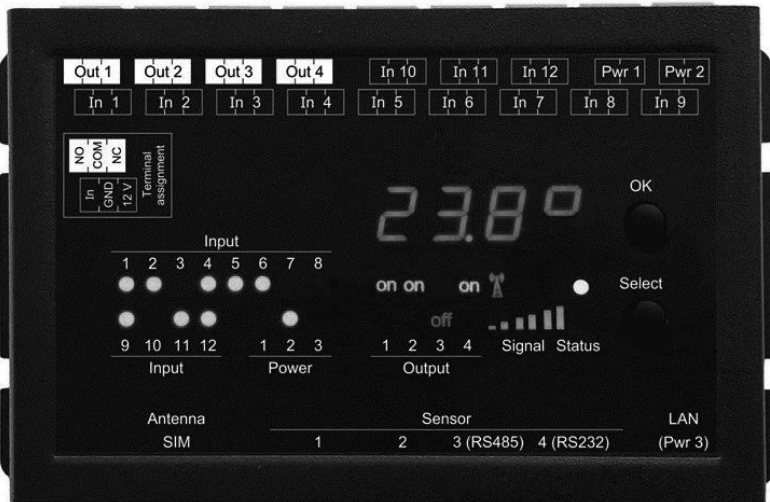 Out 1 Out 2 Out 3 Out 4 In 10 In 11 In 12 Pwr 1 Pwr 2
In 1 In 2 In 3 In 4 In 5 In 6 In 7 In 8 In 9
NO COM NC
In GND 12 V
Terminal assignment
23.8°
OK
Input
1 2 3 4 5 6 7 8
on on on
Select
off
9 10 11 12 1 2 3 1 2 3 4 Signal Status
Input Power Output
Antenna Sensor LAN
SIM 1 2 3 (RS485) 4 (RS232) (Pwr 3)